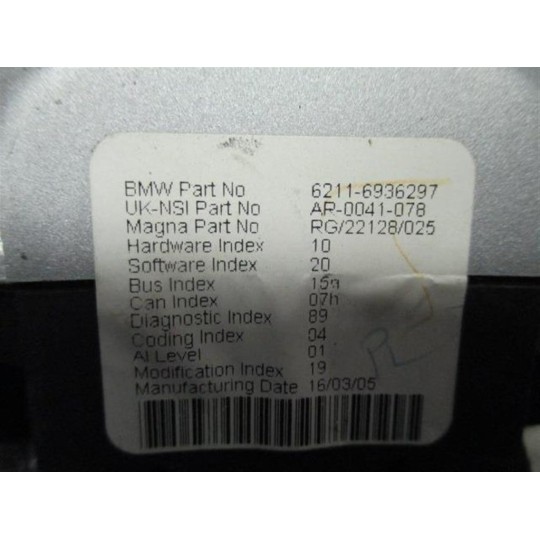 BMW Part No 6211-6936297
UK-NSI Part No AR-0041-078
Magna Part No RG/22128/025
Hardware Index 10
Software Index 20
Bus Index 15a
Can Index 07h
Diagnostic Index 89
Coding Index 04
AI Level 01
Modification Index 19
Manufacturing Date 16/03/05